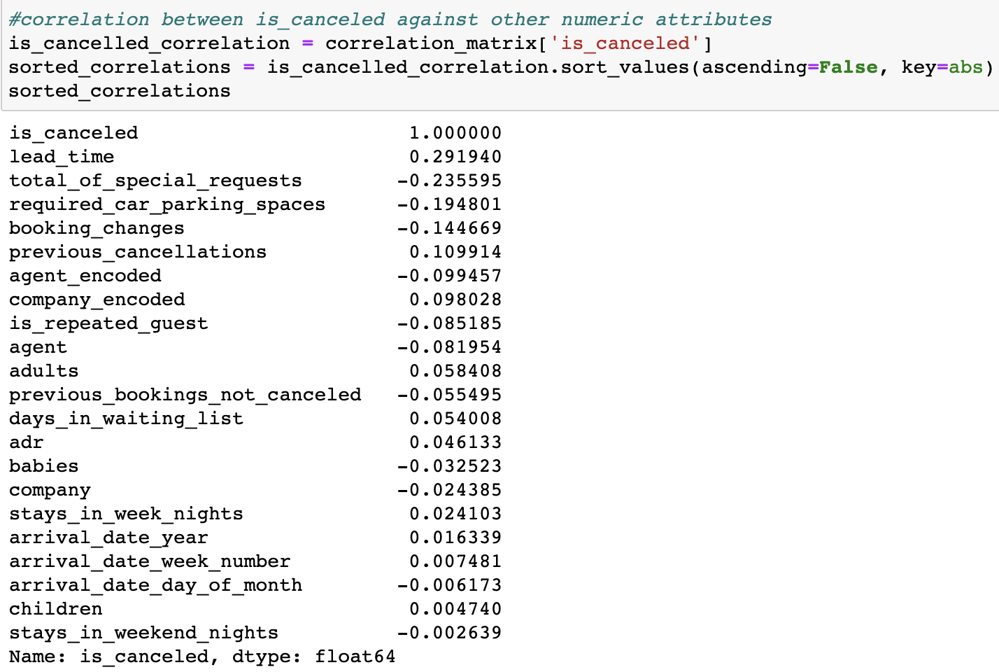 #correlation between is_canceled against other numeric attributes
is_cancelled_correlation = correlation_matrix['is_canceled']
sorted_correlations = is_cancelled_correlation.sort_values(ascending=False, key=abs)
sorted_correlations
is_canceled 1.000000
lead_time 0.291940
total_of_special_requests -0.235595
required_car_parking_spaces -0.194801
booking_changes -0.144669
previous_cancellations 0.109914
agent_encoded -0.099457
company_encoded 0.098028
is_repeated_guest -0.085185
agent -0.081954
adults 0.058408
previous_bookings_not_canceled -0.055495
days_in_waiting_list 0.054008
adr 0.046133
babies -0.032523
company -0.024385
stays_in_week_nights 0.024103
arrival_date_year 0.016339
arrival_date_week_number 0.007481
arrival_date_day_of_month -0.006173
children 0.004740
stays_in_weekend_nights -0.002639
Name: is_canceled, dtype: float64